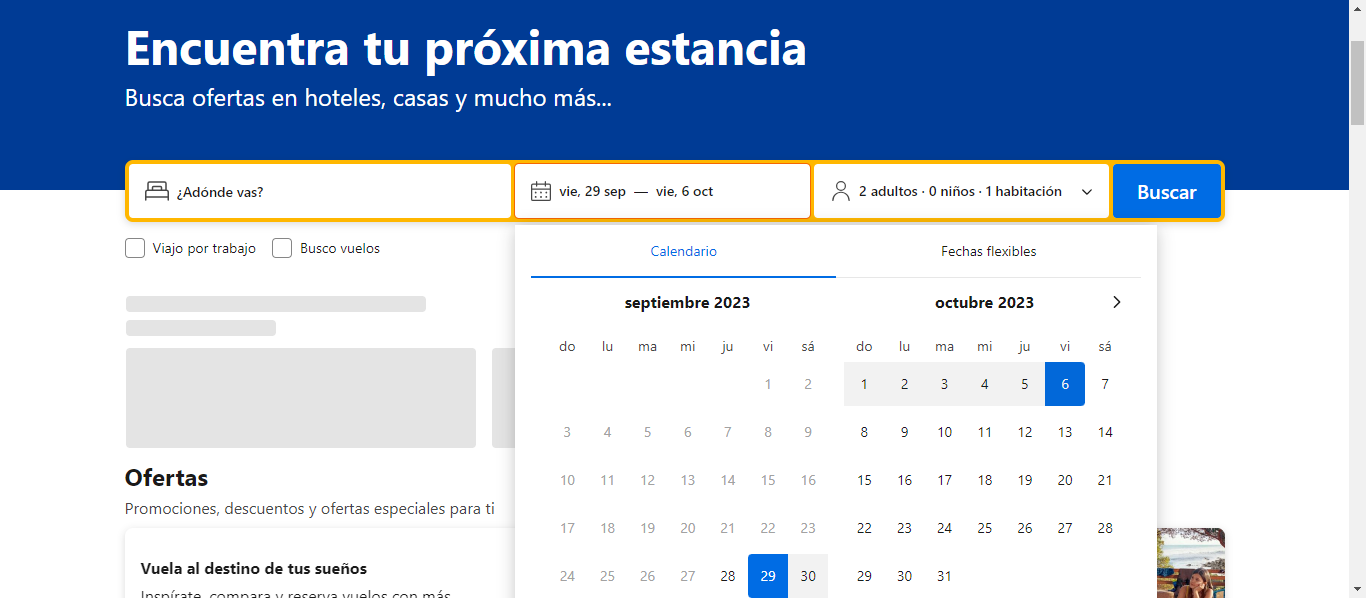 Encuentra tu próxima estancia
Busca ofertas en hoteles, casas y mucho más...
¿Adónde vas?
vie, 29 sep — vie, 6 oct
2 adultos · 0 niños · 1 habitación
Buscar
Viajo por trabajo
Busco vuelos
Calendario
Fechas flexibles
septiembre 2023
do lu ma mi ju vi sá
1 2
3 4 5 6 7 8 9
10 11 12 13 14 15 16
17 18 19 20 21 22 23
24 25 26 27 28 29 30
octubre 2023
do lu ma mi ju vi sá
1 2 3 4 5 6 7
8 9 10 11 12 13 14
15 16 17 18 19 20 21
22 23 24 25 26 27 28
29 30 31
Ofertas
Promociones, descuentos y ofertas especiales para ti
Vuela al destino de tus sueños
Inspírate, compara y reserva vuelos con más